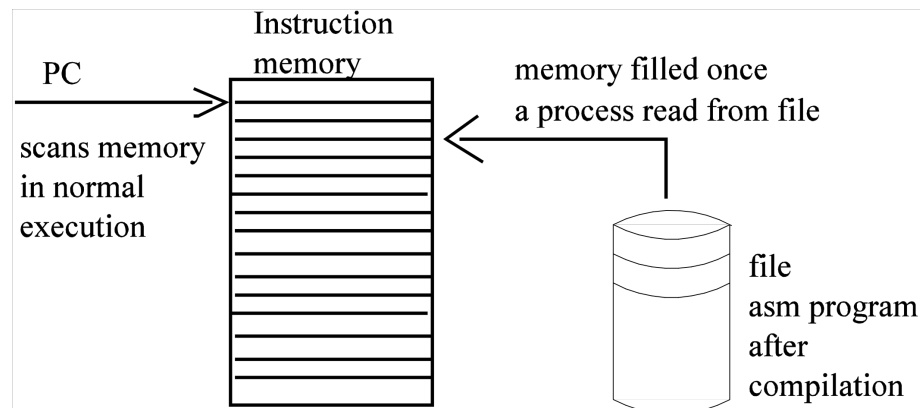 Instruction
memory
PC
scans memory
in normal
execution
memory filled once
a process read from file
file
asm program
after
compilation